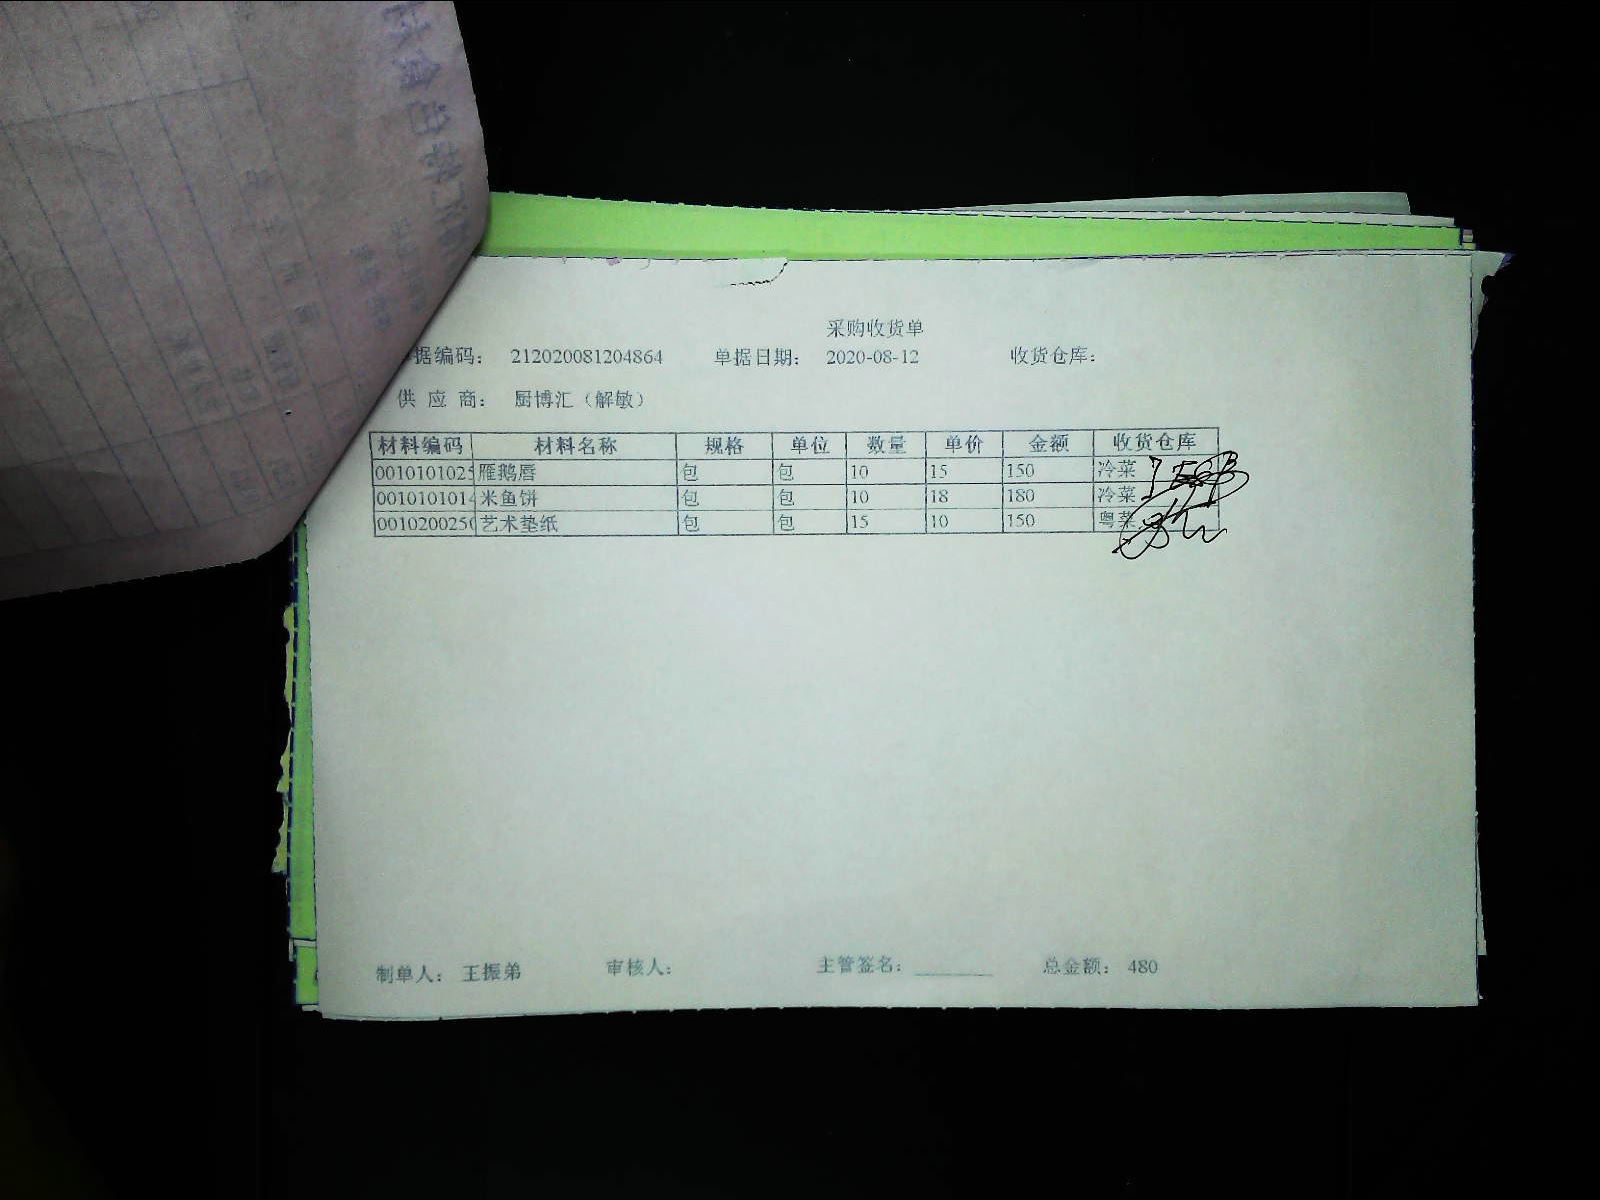 采购收货单
据编码： 212020081204864 单据日期： 2020-08-12 收货仓库：
供 应 商： 厨博汇（解敏）
材料编码 材料名称 规格 单位 数量 单价 金额 收货仓库
0010101025 雁鹅唇 包 包 10 15 150 冷菜
0010101014 米鱼饼 包 包 10 18 180 冷菜
0010200250 艺术垫纸 包 包 15 10 150 粤菜
制单人： 王振弟 审核人： 主管签名： ________ 总金额： 480